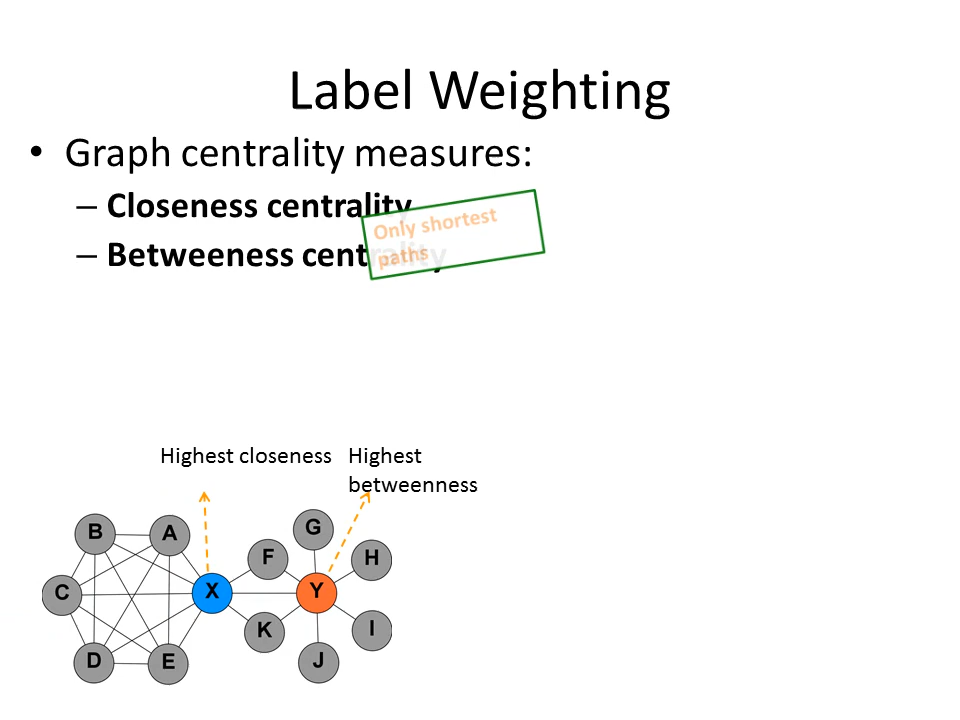 Label Weighting
• Graph centrality measures:
– Closeness centrality
– Betweeness centrality
Only shortest
paths
Highest closeness
Highest
betweenness
B
A
G
F
H
C
X
Y
K
I
D
E
J